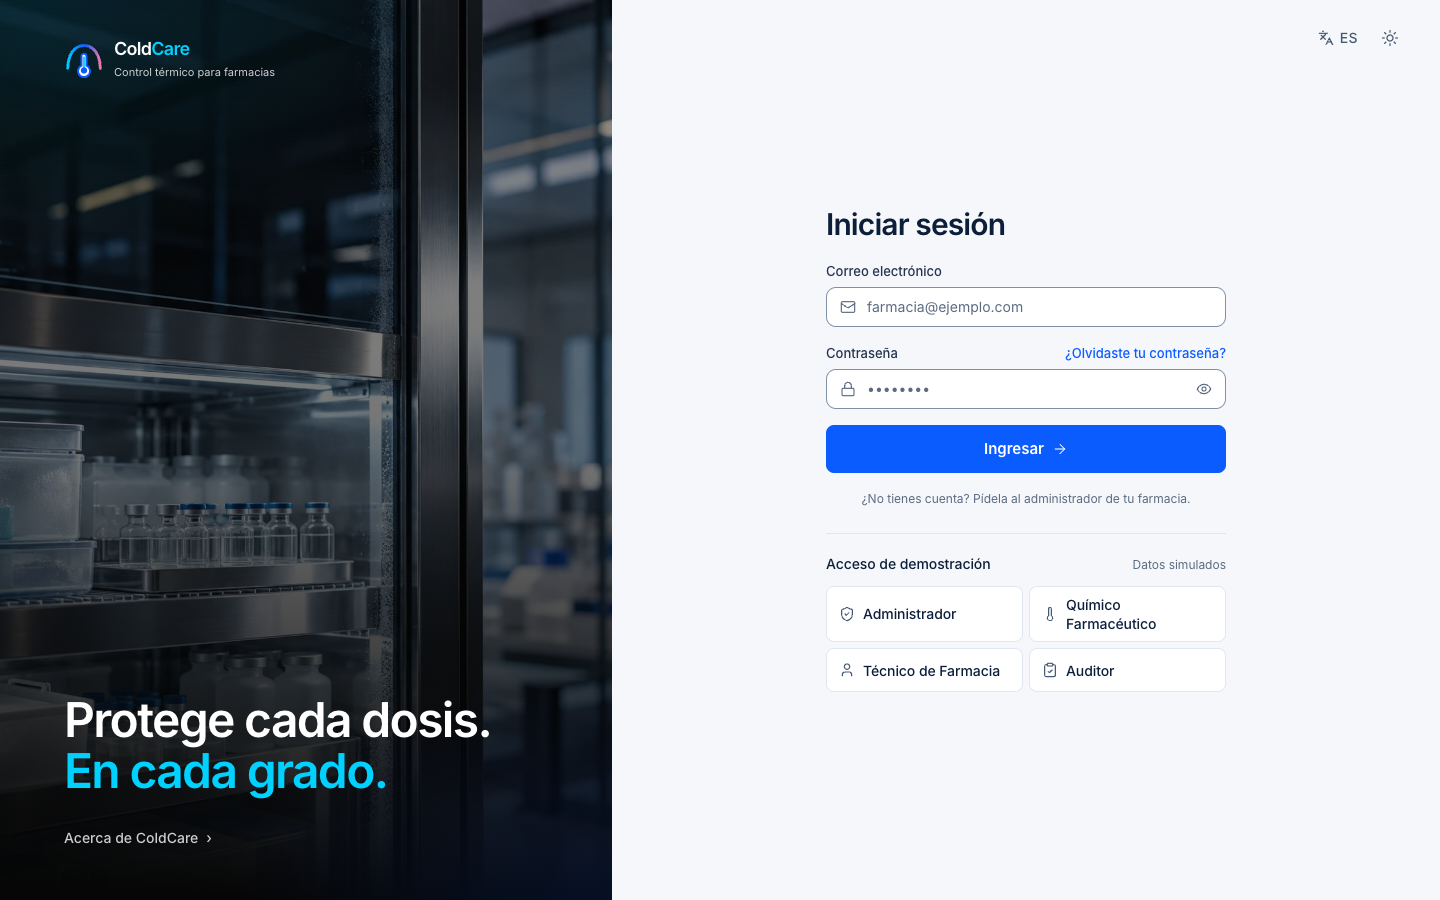 ColdCare
Control térmico para farmacias
Protege cada dosis.
En cada grado.
Acerca de ColdCare ›
ES
Iniciar sesión
Correo electrónico
farmacia@ejemplo.com
Contraseña
¿Olvidaste tu contraseña?
••••••••
Ingresar →
¿No tienes cuenta? Pídela al administrador de tu farmacia.
Acceso de demostración
Datos simulados
Administrador
Químico
Farmacéutico
Técnico de Farmacia
Auditor